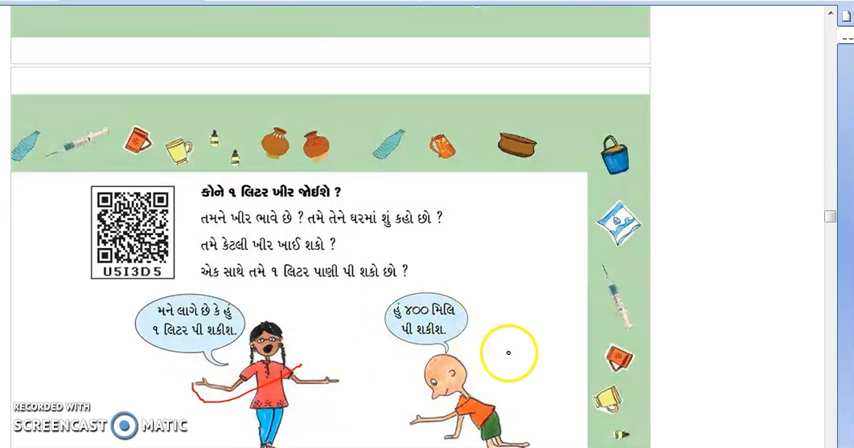 કોને ૧ લિટર ખીર જોઈશે ?
તમને ખીર ભાવે છે ? તમે તેને ઘરમાં શું કહો છો ?
તમે કેટલી ખીર ખાઈ શકો ?
એક સાથે તમે ૧ લિટર પાણી પી શકો છો ?
U5I3D5
મને લાગે છે કે હું
૧ લિટર પી શકીશ.
હું ૪૦૦ મિલિ
પી શકીશ.
RECORDED WITH
SCREENCAST MATIC